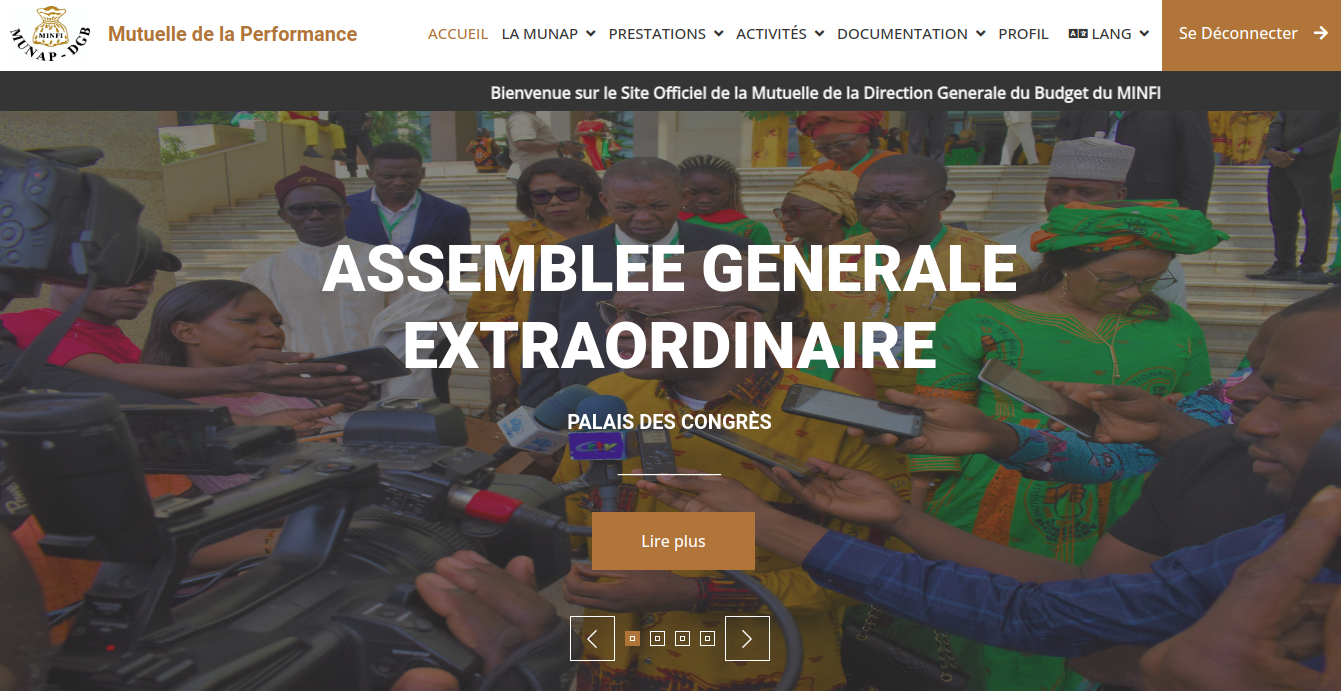 MINFI
MUNAP-DGB
Mutuelle de la Performance
ACCUEIL
LA MUNAP
PRESTATIONS
ACTIVITÉS
DOCUMENTATION
PROFIL
LANG
Se Déconnecter
Bienvenue sur le Site Officiel de la Mutuelle de la Direction Generale du Budget du MINFI
ASSEMBLEE GENERALE
EXTRAORDINAIRE
PALAIS DES CONGRÈS
Lire plus